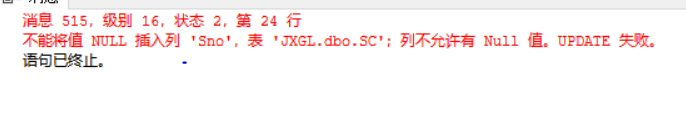 消息 515，级别 16，状态 2，第 24 行
不能将值 NULL 插入列 'Sno'，表 'JXGL.dbo.SC'；列不允许有 Null 值。UPDATE 失败。
语句已终止。